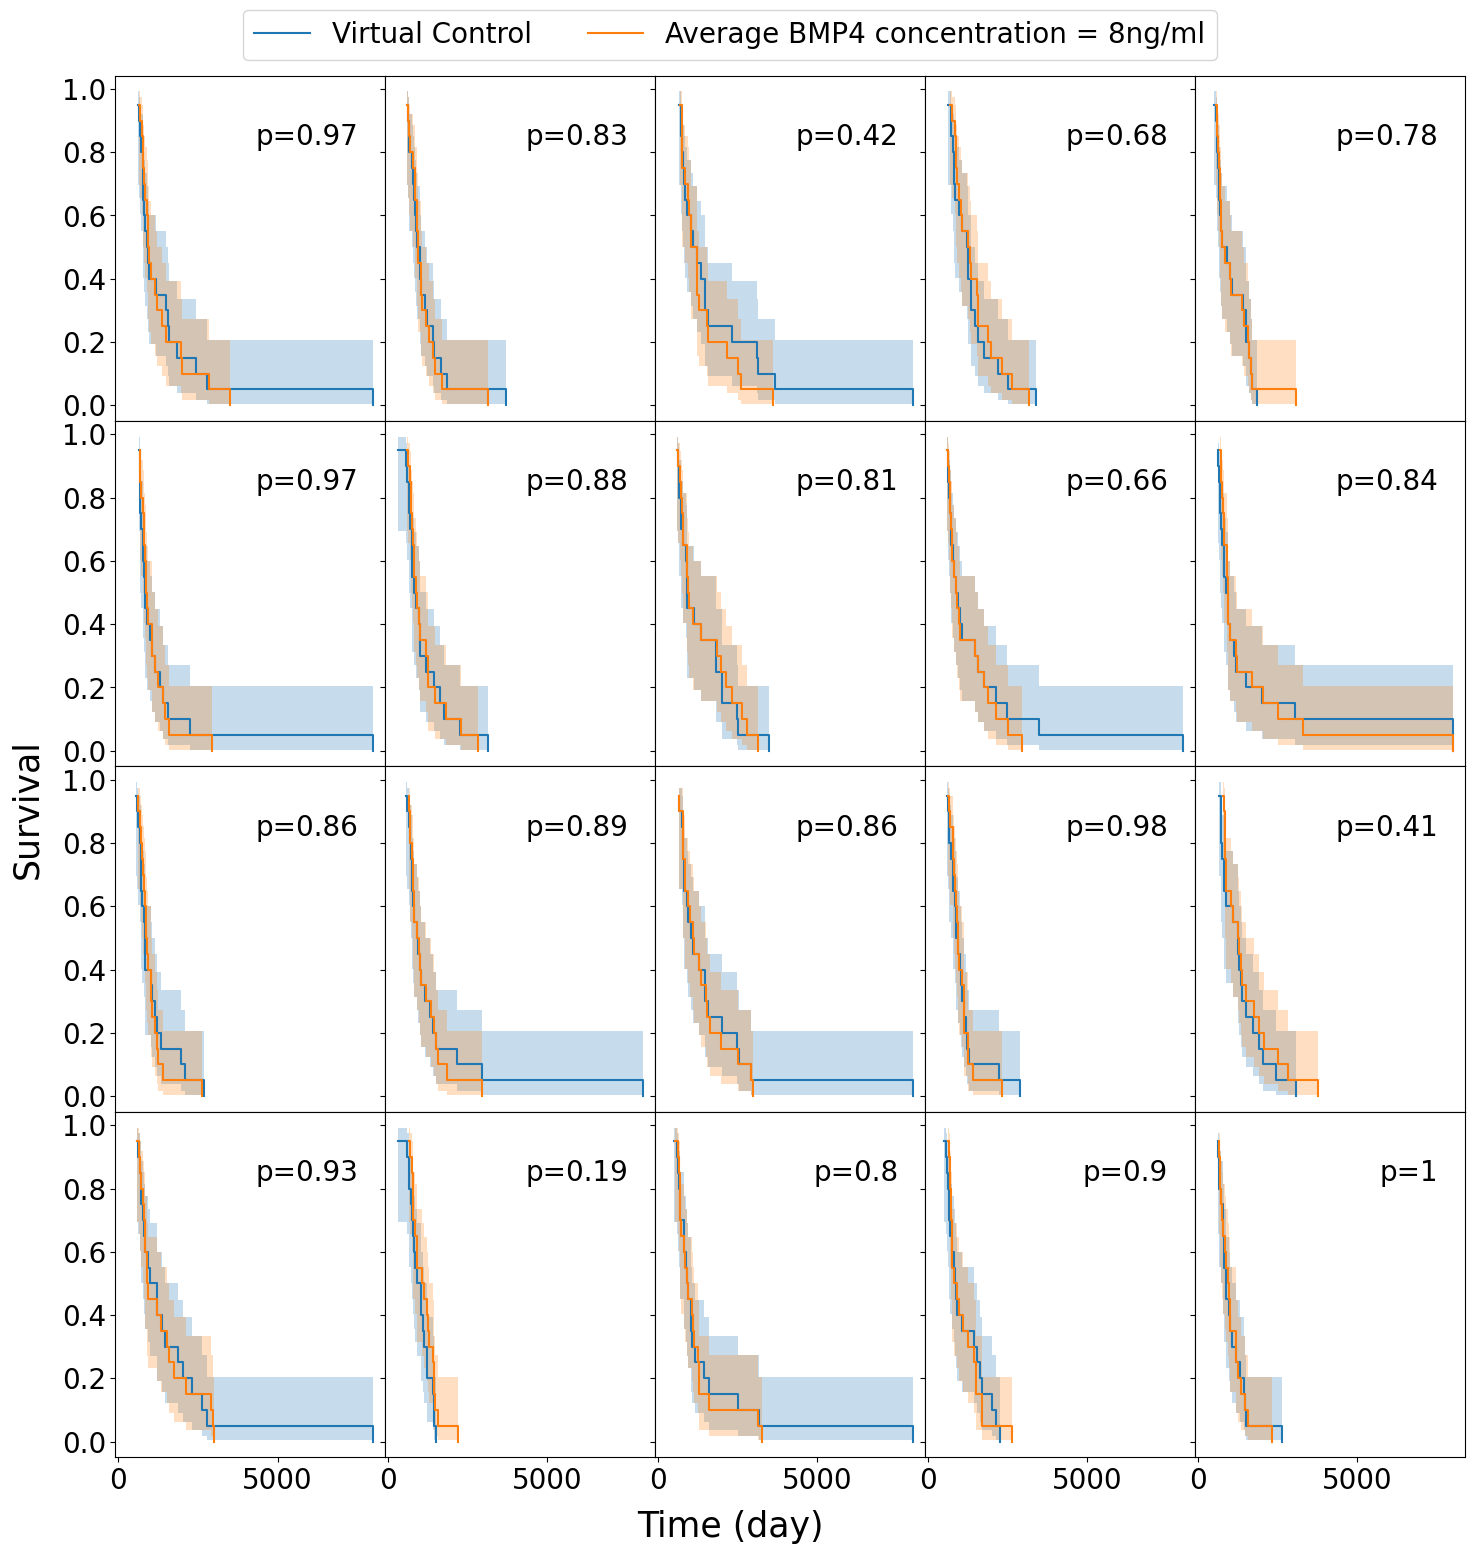 Virtual Control
Average BMP4 concentration = 8ng/ml
1.0
0.8
0.6
0.4
0.2
0.0
p=0.97
p=0.83
p=0.42
p=0.68
p=0.78
1.0
0.8
0.6
0.4
0.2
0.0
p=0.97
p=0.88
p=0.81
p=0.66
p=0.84
Survival
1.0
0.8
0.6
0.4
0.2
0.0
p=0.86
p=0.89
p=0.86
p=0.98
p=0.41
1.0
0.8
0.6
0.4
0.2
0.0
p=0.93
p=0.19
p=0.8
p=0.9
p=1
0 5000 0 5000 0 5000 0 5000 0 5000
Time (day)